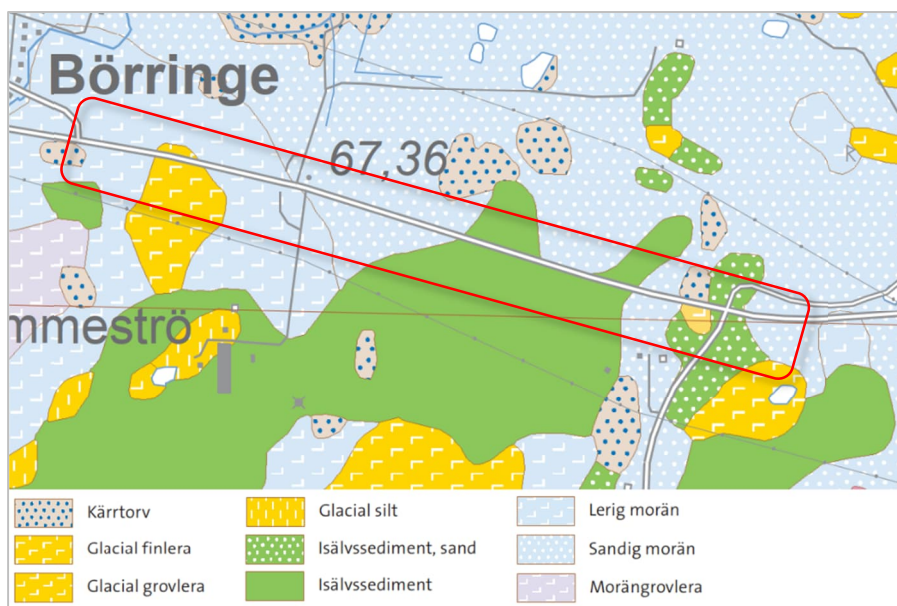 Börringe
67,36
mmeströ
Kärrtorv
Glacial silt
Lerig morän
Glacial finlera
Isälvssediment, sand
Sandig morän
Glacial grovlera
Isälvssediment
Morängrovlera